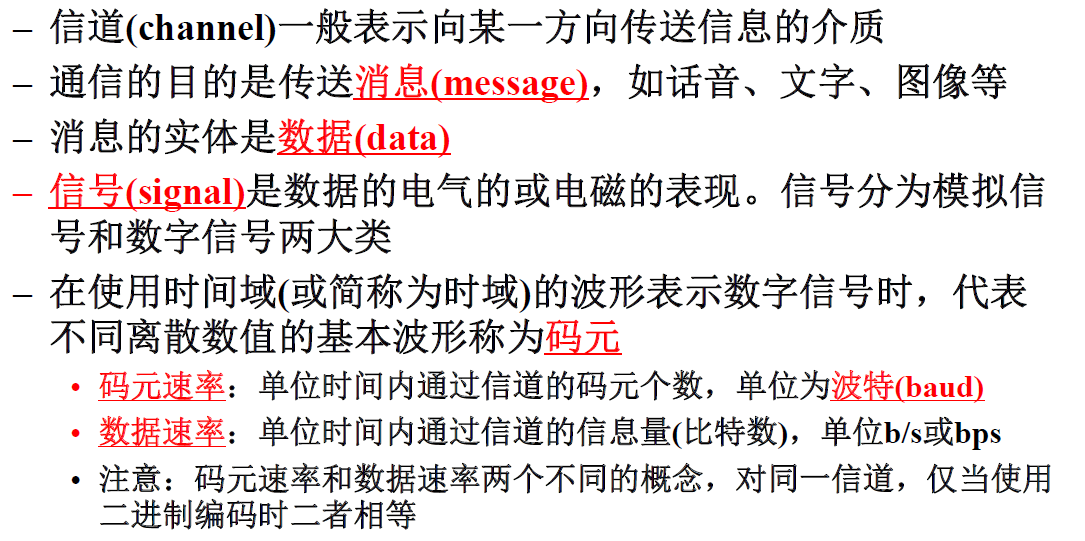 – 信道(channel)一般表示向某一方向传送信息的介质
– 通信的目的是传送消息(message)，如话音、文字、图像等
– 消息的实体是数据(data)
– 信号(signal)是数据的电气的或电磁的表现。信号分为模拟信
号和数字信号两大类
– 在使用时间域(或简称为时域)的波形表示数字信号时，代表
不同离散数值的基本波形称为码元
• 码元速率：单位时间内通过信道的码元个数，单位为波特(baud)
• 数据速率：单位时间内通过信道的信息量(比特数)，单位b/s或bps
• 注意：码元速率和数据速率两个不同的概念，对同一信道，仅当使用
二进制编码时二者相等